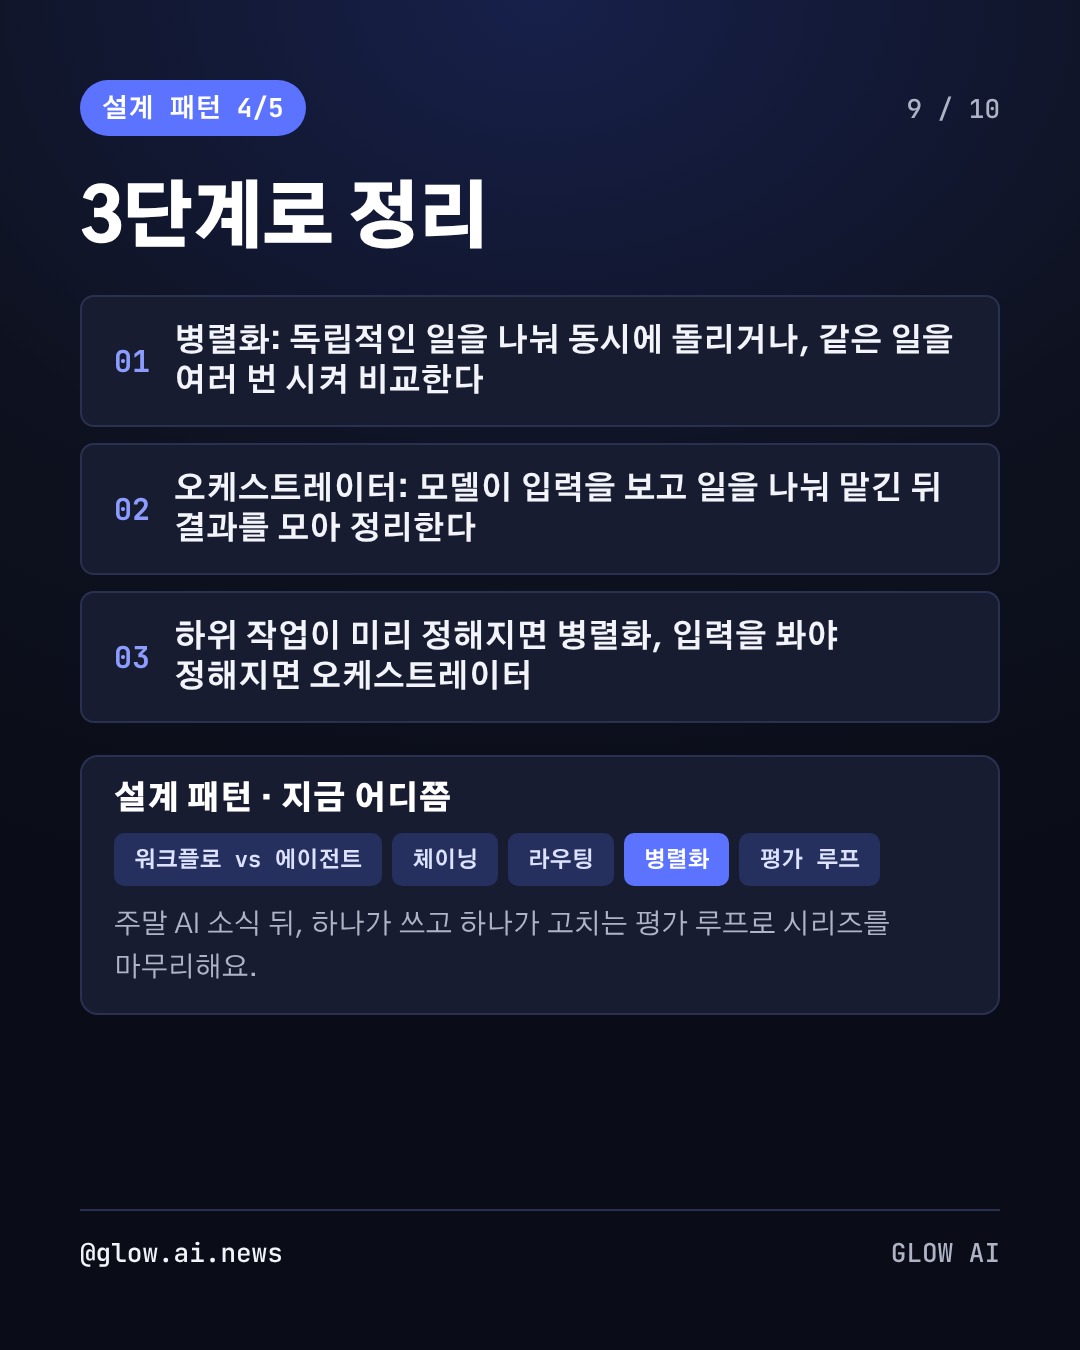 설계 패턴 4/5
9 / 10
3단계로 정리
01
병렬화: 독립적인 일을 나눠 동시에 돌리거나, 같은 일을
여러 번 시켜 비교한다
02
오케스트레이터: 모델이 입력을 보고 일을 나눠 맡긴 뒤
결과를 모아 정리한다
03
하위 작업이 미리 정해지면 병렬화, 입력을 봐야
정해지면 오케스트레이터
설계 패턴 · 지금 어디쯤
워크플로 vs 에이전트
체이닝
라우팅
병렬화
평가 루프
주말 AI 소식 뒤, 하나가 쓰고 하나가 고치는 평가 루프로 시리즈를
마무리해요.
@glow.ai.news
GLOW AI